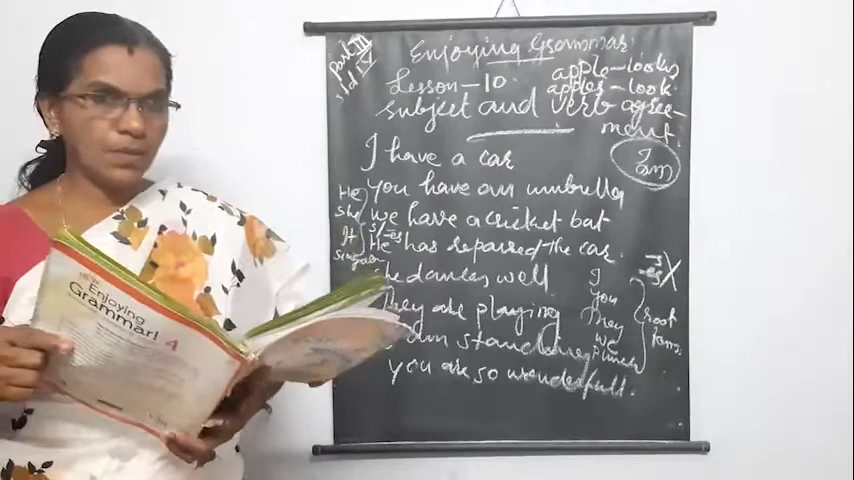 Enjoying Grammar
Part III
std IV
Lesson - 10
apple - looks
apples - look
subject and verb agree-
ment
I am
I have a car
You have an umbrella
we have a cricket bat
He has repaired the car
She dances well
They are playing
I am standing
you are so wonderfull.
He
she
It
singular
s/-es
-s
-es X
I
you
They
we
Plural
root
form
Enjoying
Grammar! 4